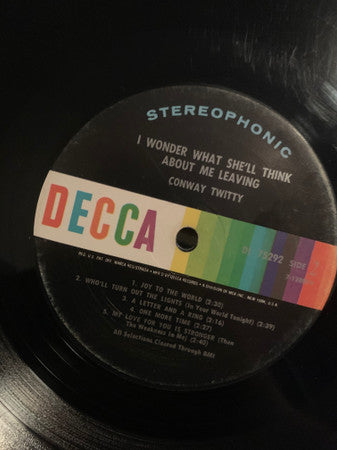 STEREOPHONIC
I WONDER WHAT SHE'LL THINK
ABOUT ME LEAVING
CONWAY TWITTY
DECCA
DL 75292 SIDE
1. JOY TO THE WORLD (2:30)
2. WHO'LL TURN OUT THE LIGHTS (In Your World Tonight) (2:39)
3. A LETTER AND A RING (2:16)
4. ONE MORE TIME (2:27)
5. MY LOVE FOR YOU IS STRONGER (Than
The Weakness In Me) (2:40)
All Selections Cleared Through BMI